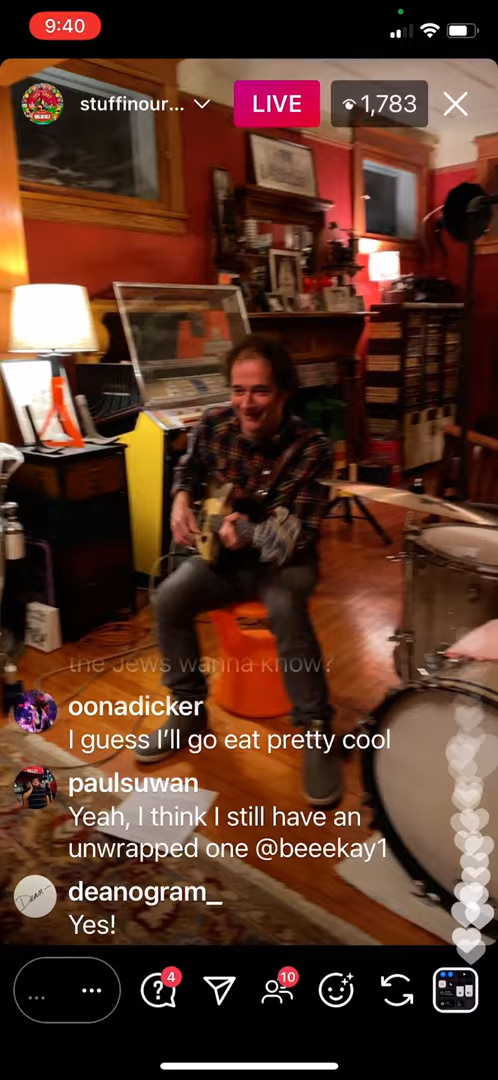 9:40
stuffinour...
LIVE
1,783
the Jews wanna know?
oonadicker
I guess I'll go eat pretty cool
paulsuwan
Yeah, I think I still have an
unwrapped one @beeekay1
deanogram_
Yes!
4
10